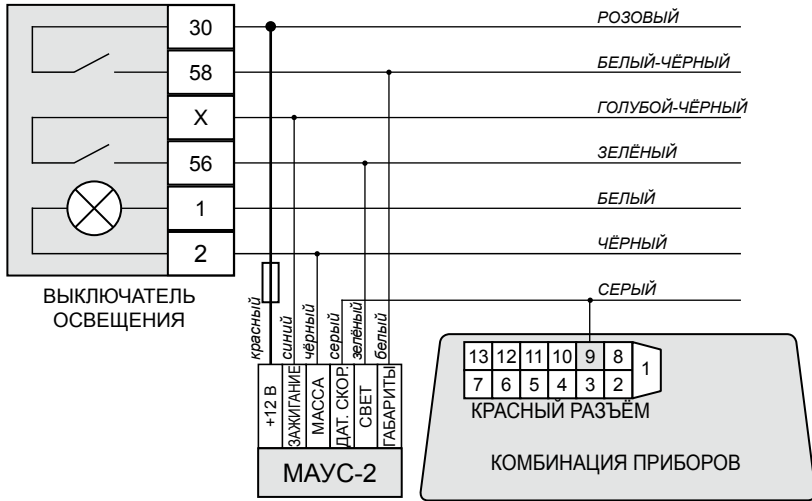 30
РОЗОВЫЙ
58
БЕЛЫЙ-ЧЁРНЫЙ
X
ГОЛУБОЙ-ЧЁРНЫЙ
56
ЗЕЛЁНЫЙ
1
БЕЛЫЙ
2
ЧЁРНЫЙ
СЕРЫЙ
ВЫКЛЮЧАТЕЛЬ
ОСВЕЩЕНИЯ
красный
синий
чёрный
серый
зелёный
белый
+12 В
ЗАЖИГАНИЕ
МАССА
ДАТ. СКОР.
СВЕТ
ГАБАРИТЫ
МАУС-2
13 12 11 10 9 8
1
7 6 5 4 3 2
КРАСНЫЙ РАЗЪЁМ
КОМБИНАЦИЯ ПРИБОРОВ